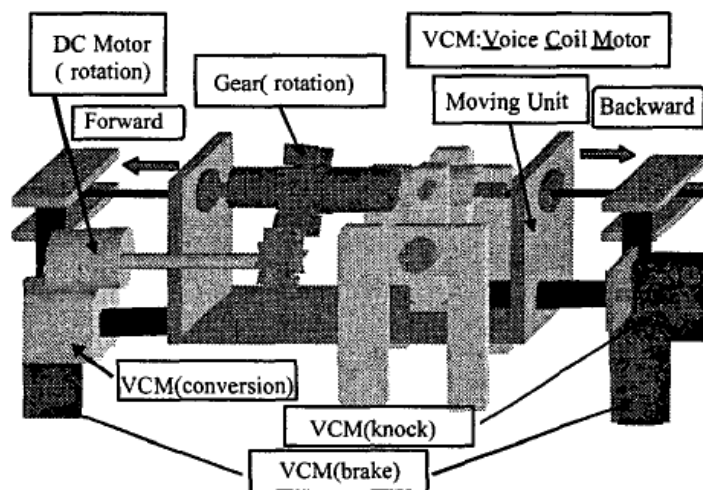 DC Motor
( rotation)
VCM:Voice Coil Motor
Gear( rotation)
Moving Unit
Backward
Forward
VCM(conversion)
VCM(knock)
VCM(brake)